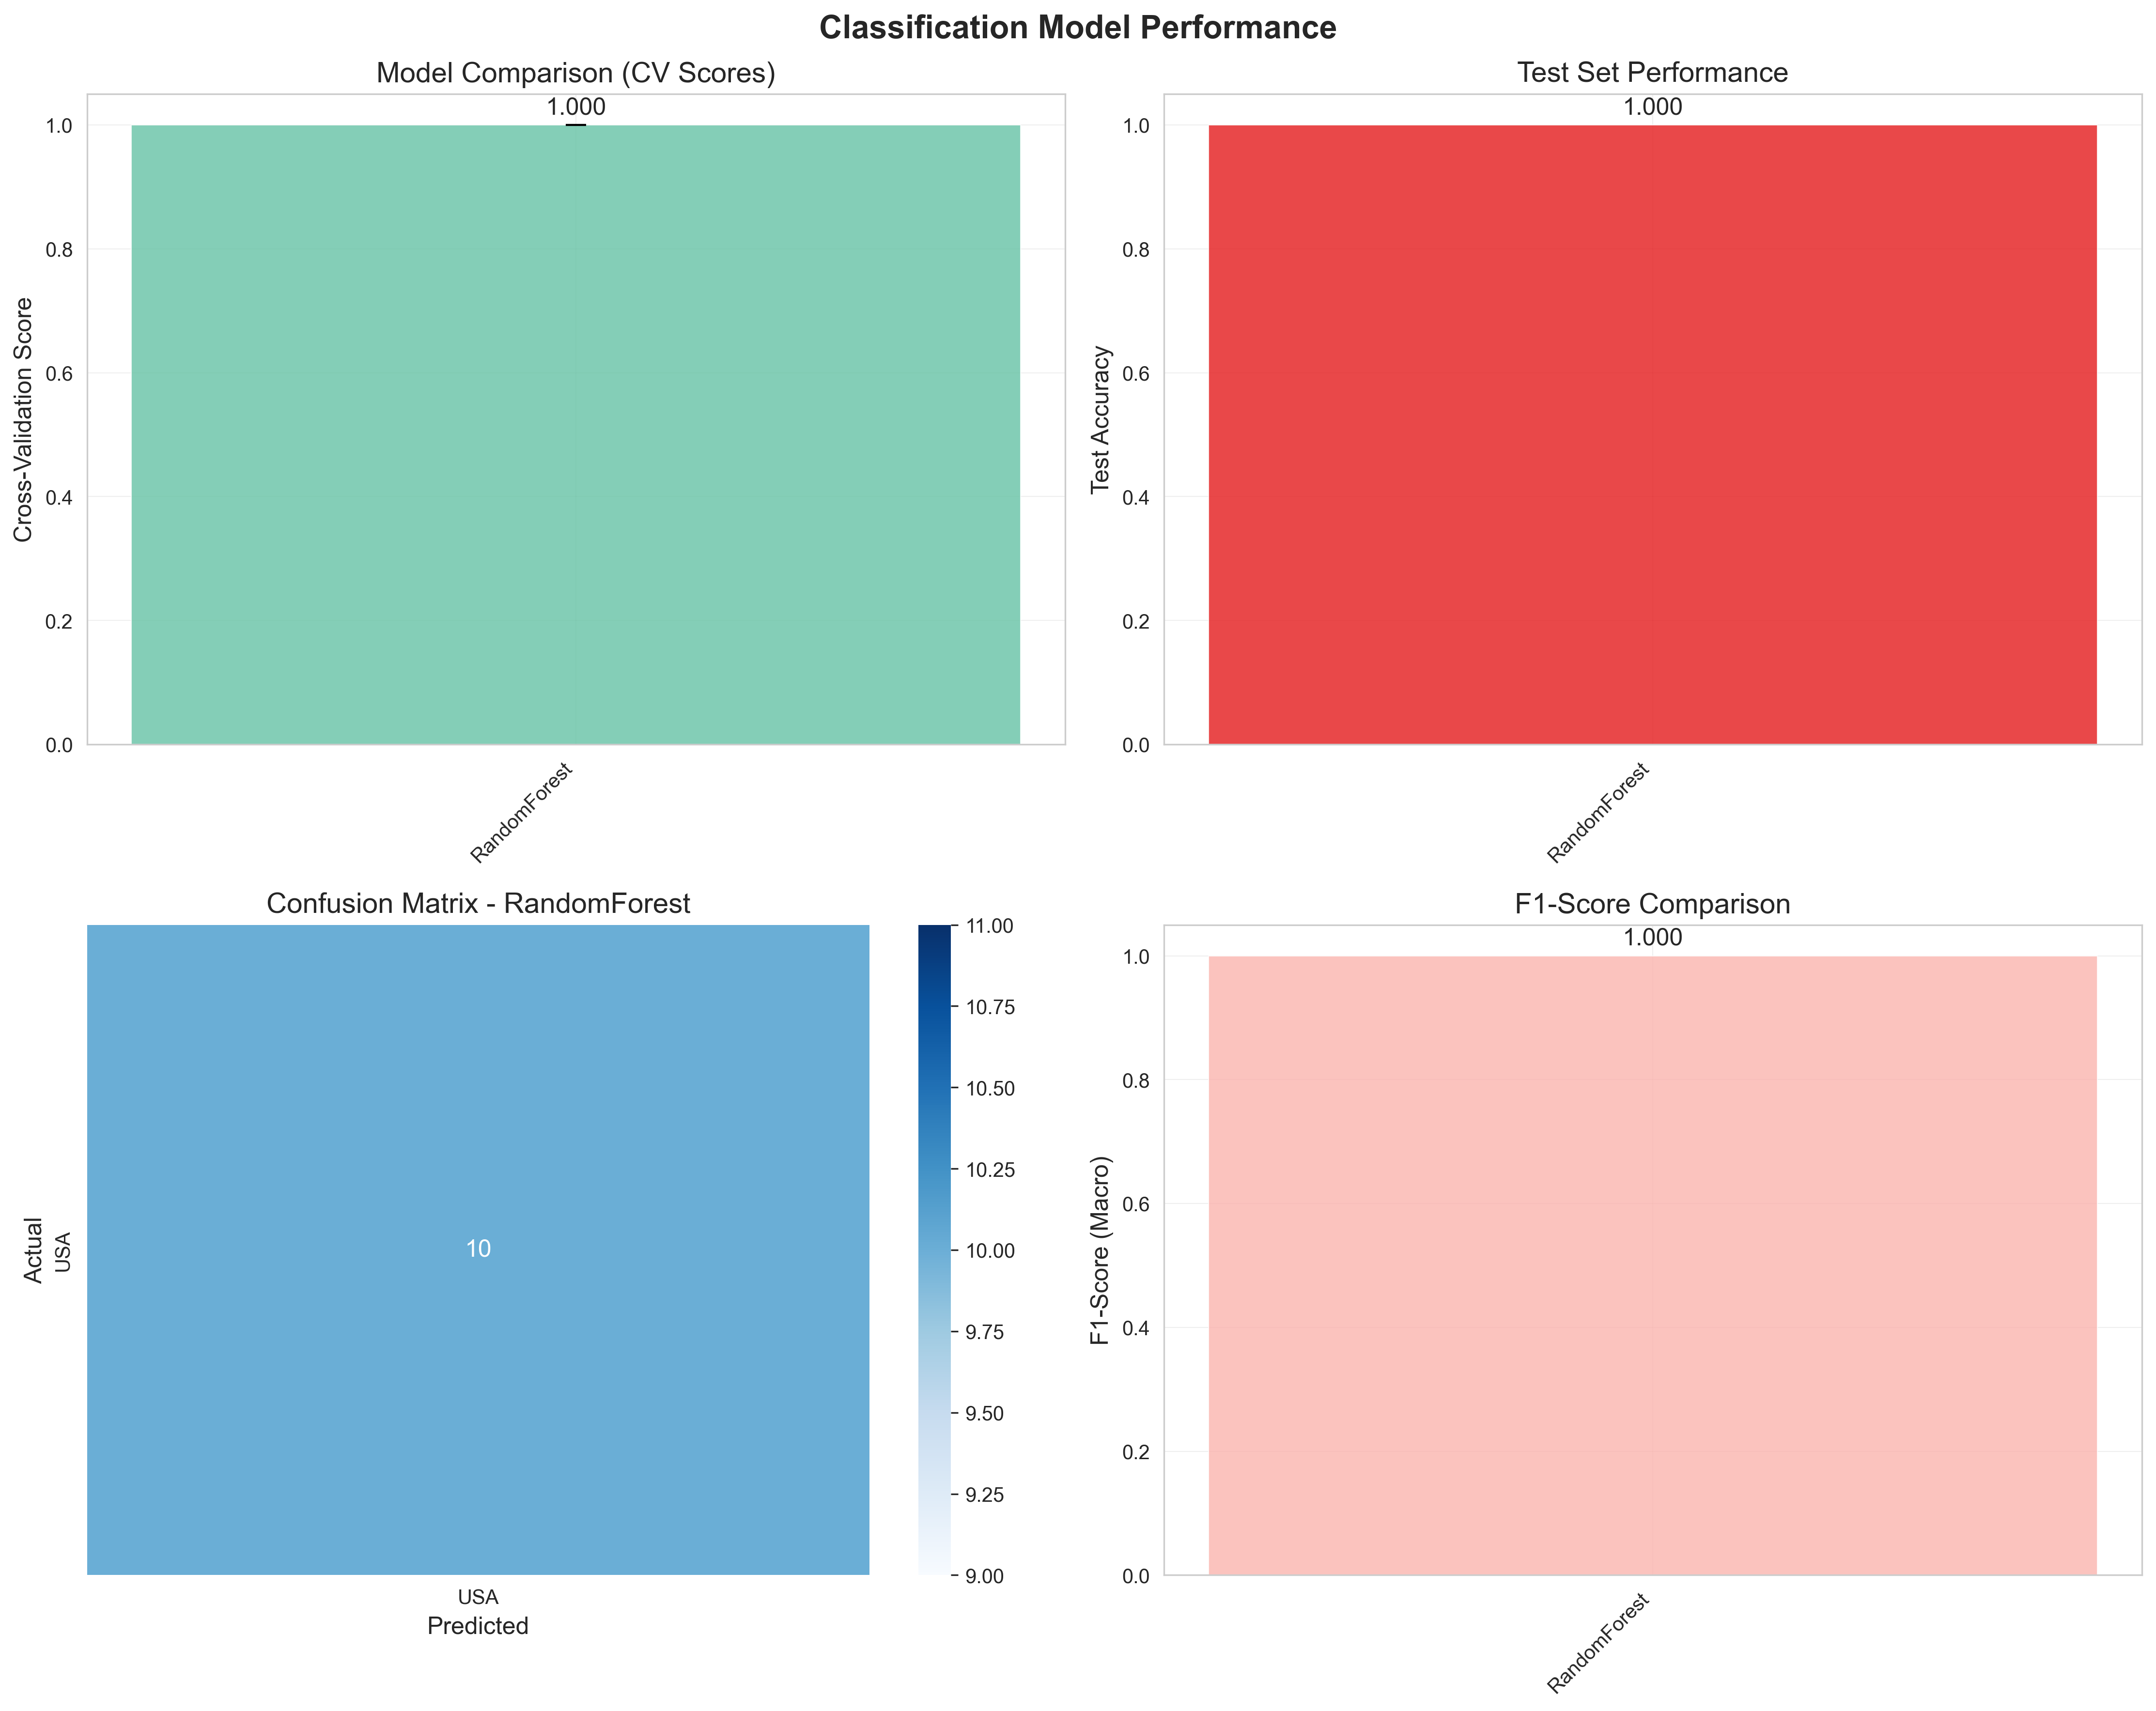 Classification Model Performance
Model Comparison (CV Scores)
1.000
1.0
0.8
0.6
0.4
0.2
0.0
Cross-Validation Score
RandomForest
Test Set Performance
1.000
1.0
0.8
0.6
0.4
0.2
0.0
Test Accuracy
RandomForest
Confusion Matrix - RandomForest
Actual
USA
10
USA
Predicted
11.00
10.75
10.50
10.25
10.00
9.75
9.50
9.25
9.00
F1-Score Comparison
1.000
1.0
0.8
0.6
0.4
0.2
0.0
F1-Score (Macro)
RandomForest